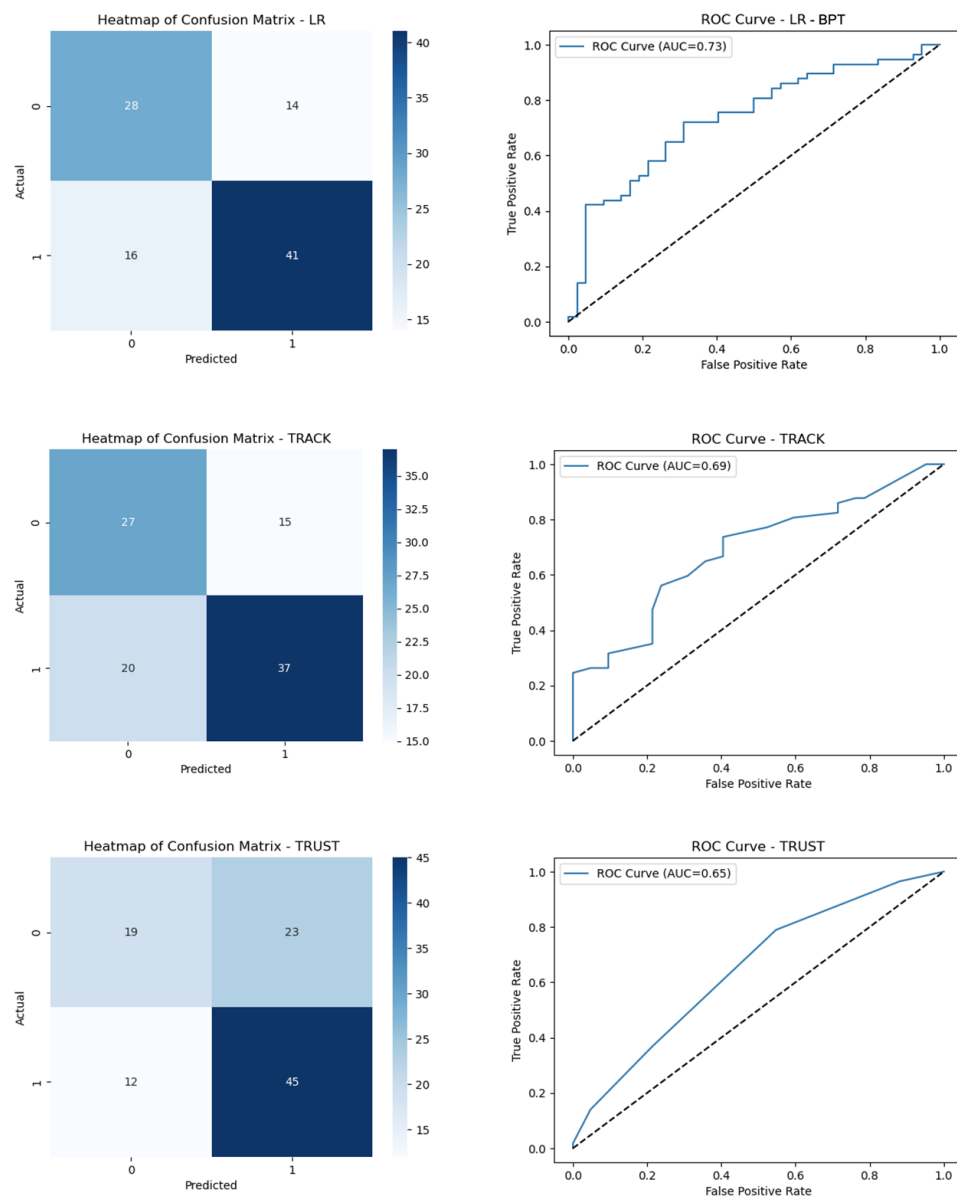 Heatmap of Confusion Matrix - LR
28
14
16
41
0
1
Actual
0
1
Predicted
40
35
30
25
20
15
ROC Curve - LR - BPT
ROC Curve (AUC=0.73)
1.0
0.8
0.6
0.4
0.2
0.0
True Positive Rate
0.0 0.2 0.4 0.6 0.8 1.0
False Positive Rate
Heatmap of Confusion Matrix - TRACK
27
15
20
37
0
1
Actual
0
1
Predicted
35.0
32.5
30.0
27.5
25.0
22.5
20.0
17.5
15.0
ROC Curve - TRACK
ROC Curve (AUC=0.69)
1.0
0.8
0.6
0.4
0.2
0.0
True Positive Rate
0.0 0.2 0.4 0.6 0.8 1.0
False Positive Rate
Heatmap of Confusion Matrix - TRUST
19
23
12
45
0
1
Actual
0
1
Predicted
45
40
35
30
25
20
15
ROC Curve - TRUST
ROC Curve (AUC=0.65)
1.0
0.8
0.6
0.4
0.2
0.0
True Positive Rate
0.0 0.2 0.4 0.6 0.8 1.0
False Positive Rate